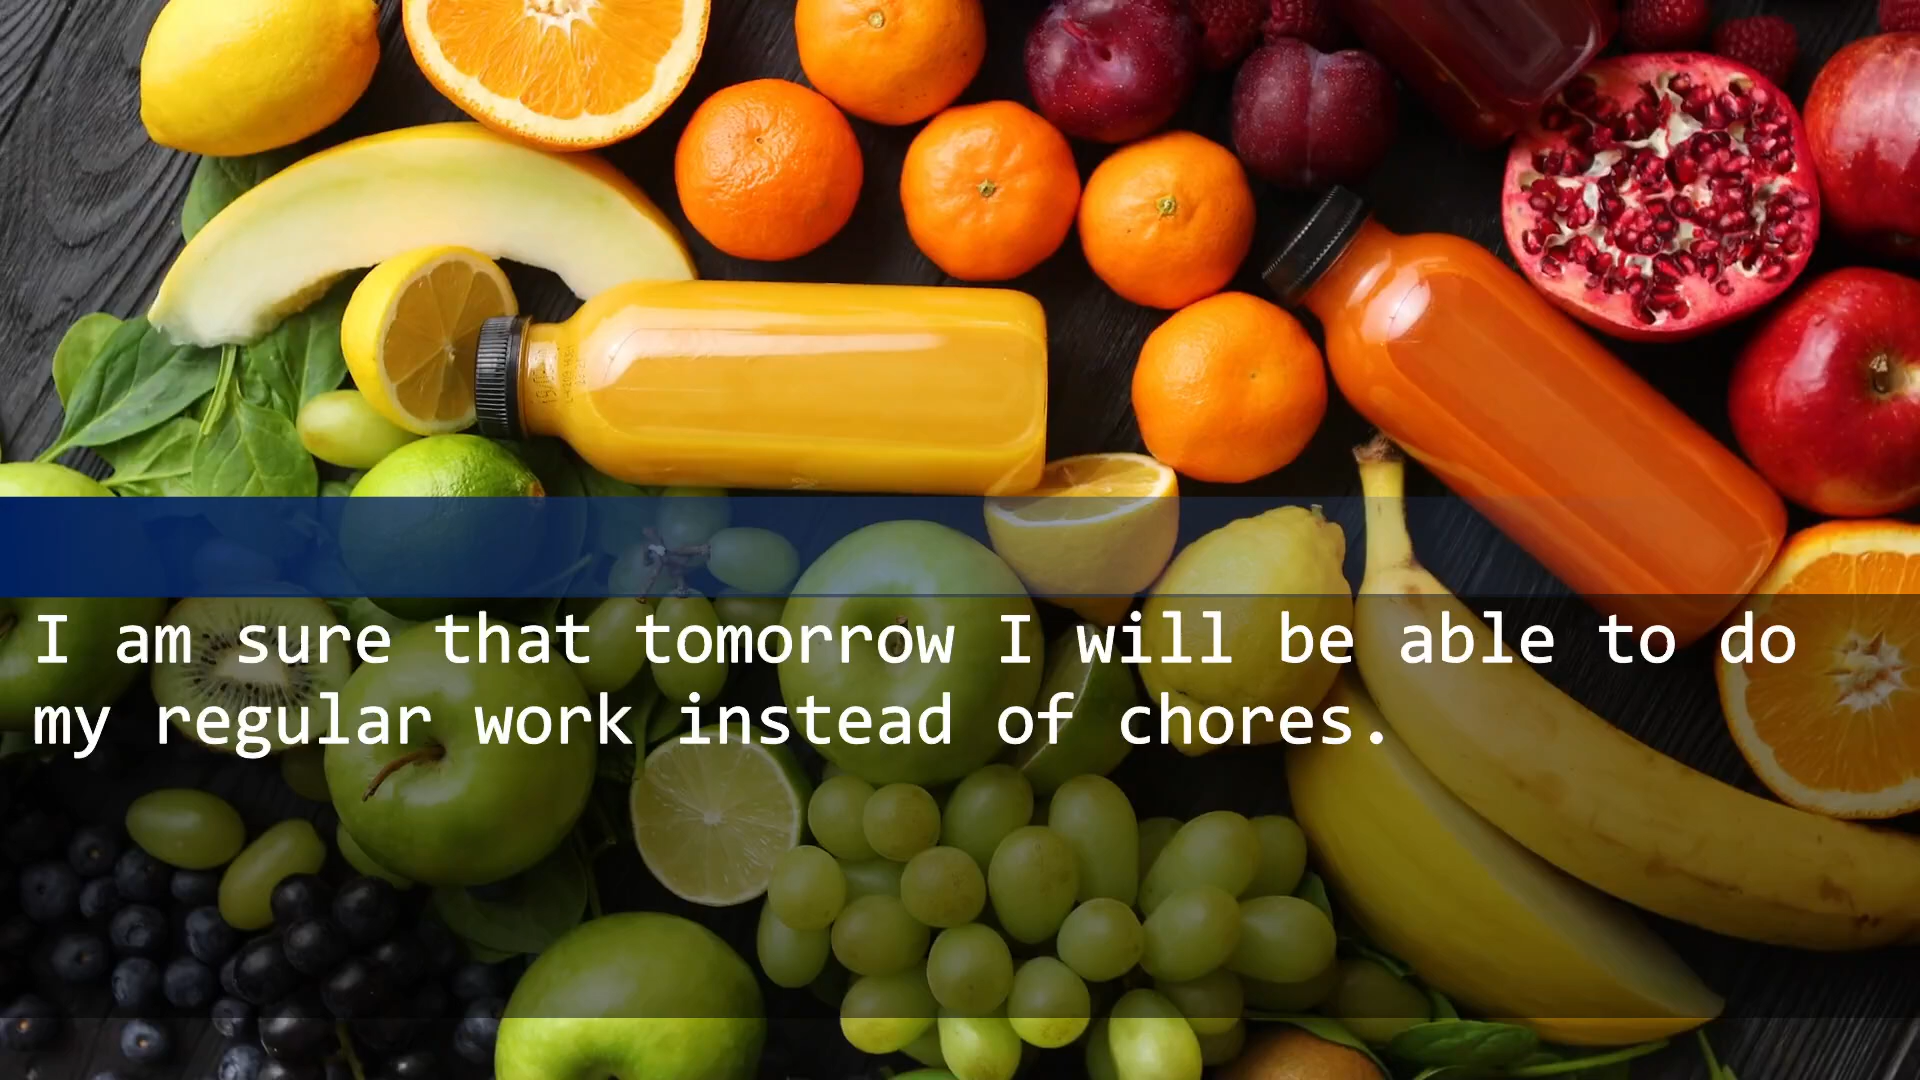 I am sure that tomorrow I will be able to do
my regular work instead of chores.